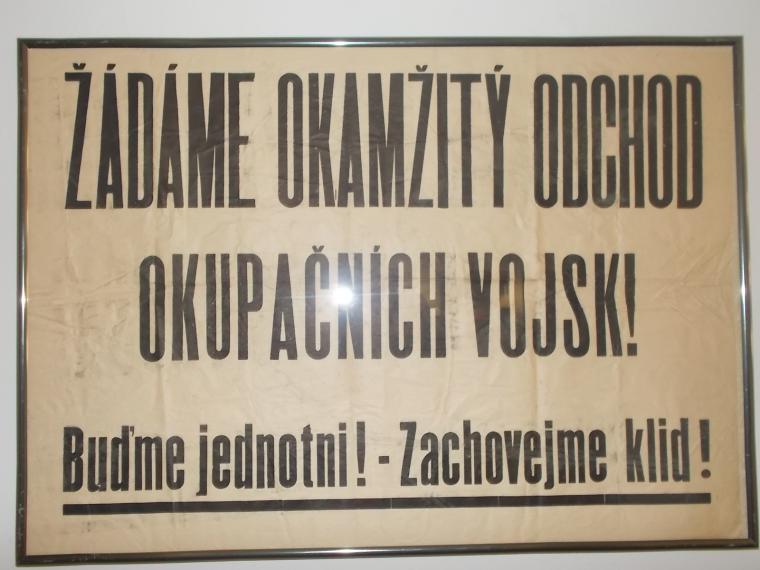 ŽÁDÁME OKAMŽITÝ ODCHOD
OKUPAČNÍCH VOJSK!
Buďme jednotni! - Zachovejme klid!